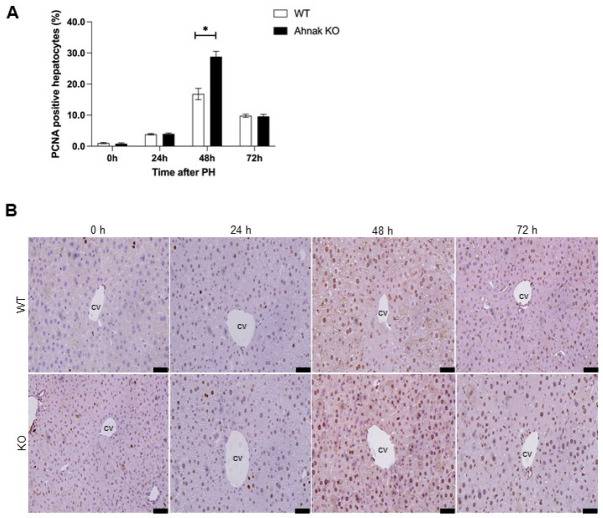 A
WT
Ahnak KO
PCNA positive hepatocytes (%)
40.0
30.0
20.0
10.0
0.0
*
0h 24h 48h 72h
Time after PH
B
0 h 24 h 48 h 72 h
WT
CV CV CV CV
KO
CV CV CV CV